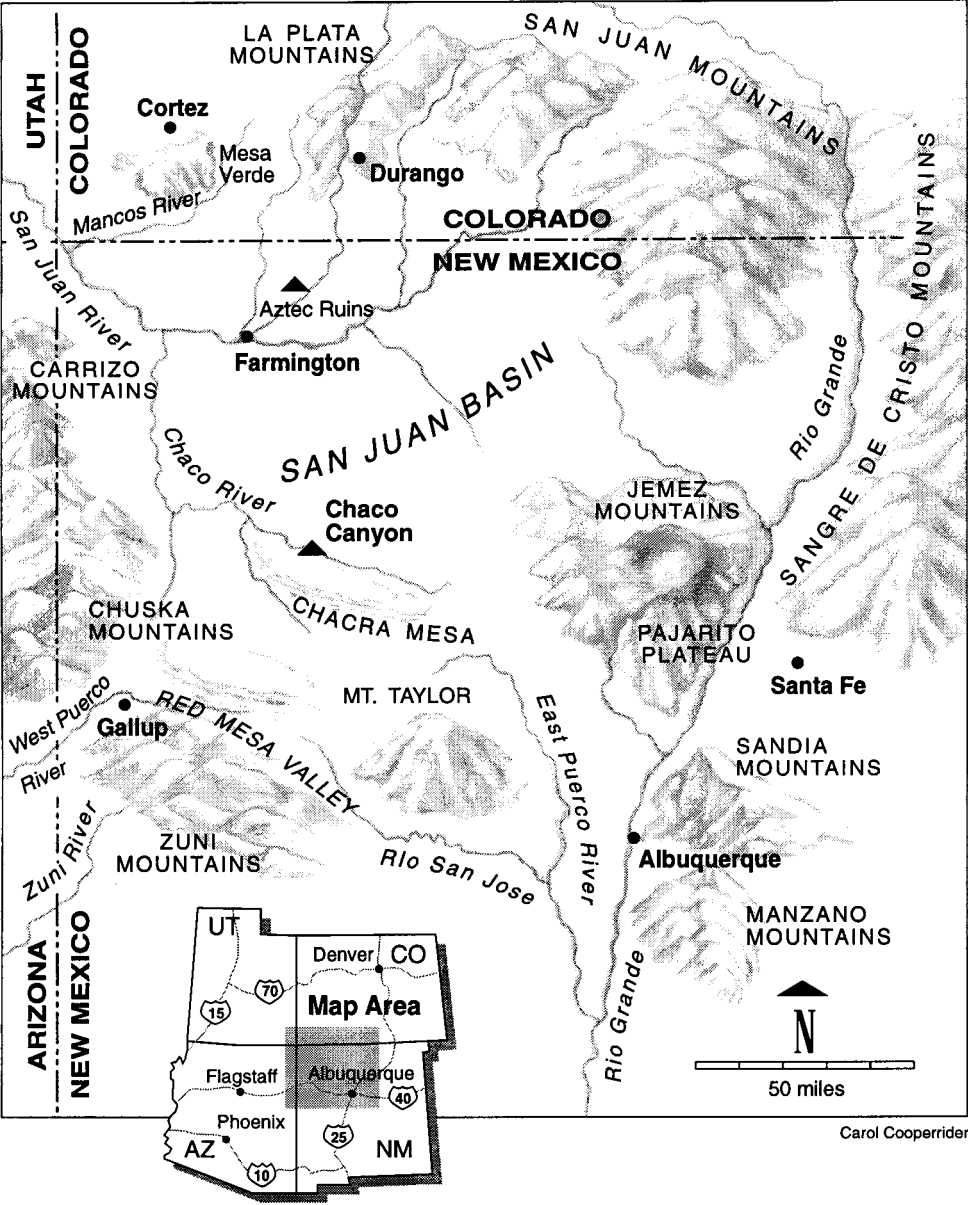 LA PLATA
MOUNTAINS
SAN JUAN MOUNTAINS
UTAH
COLORADO
Cortez
Mesa
Verde
Durango
Mancos River
COLORADO
NEW MEXICO
San Juan River
Aztec Ruins
Farmington
CARRIZO
MOUNTAINS
SAN JUAN BASIN
Rio Grande
SANGRE DE CRISTO MOUNTAINS
Chaco River
Chaco
Canyon
JEMEZ
MOUNTAINS
CHUSKA
MOUNTAINS
CHACRA MESA
PAJARITO
PLATEAU
Santa Fe
MT. TAYLOR
West Puerco
River
Gallup
RED MESA VALLEY
East Puerco River
SANDIA
MOUNTAINS
Zuni River
ZUNI
MOUNTAINS
RIo San Jose
Albuquerque
MANZANO
MOUNTAINS
ARIZONA
NEW MEXICO
Rio Grande
N
50 miles
UT
Denver
CO
70
15
Map Area
Flagstaff
Albuquerque
40
Phoenix
25
AZ
NM
10
Carol Cooperrider